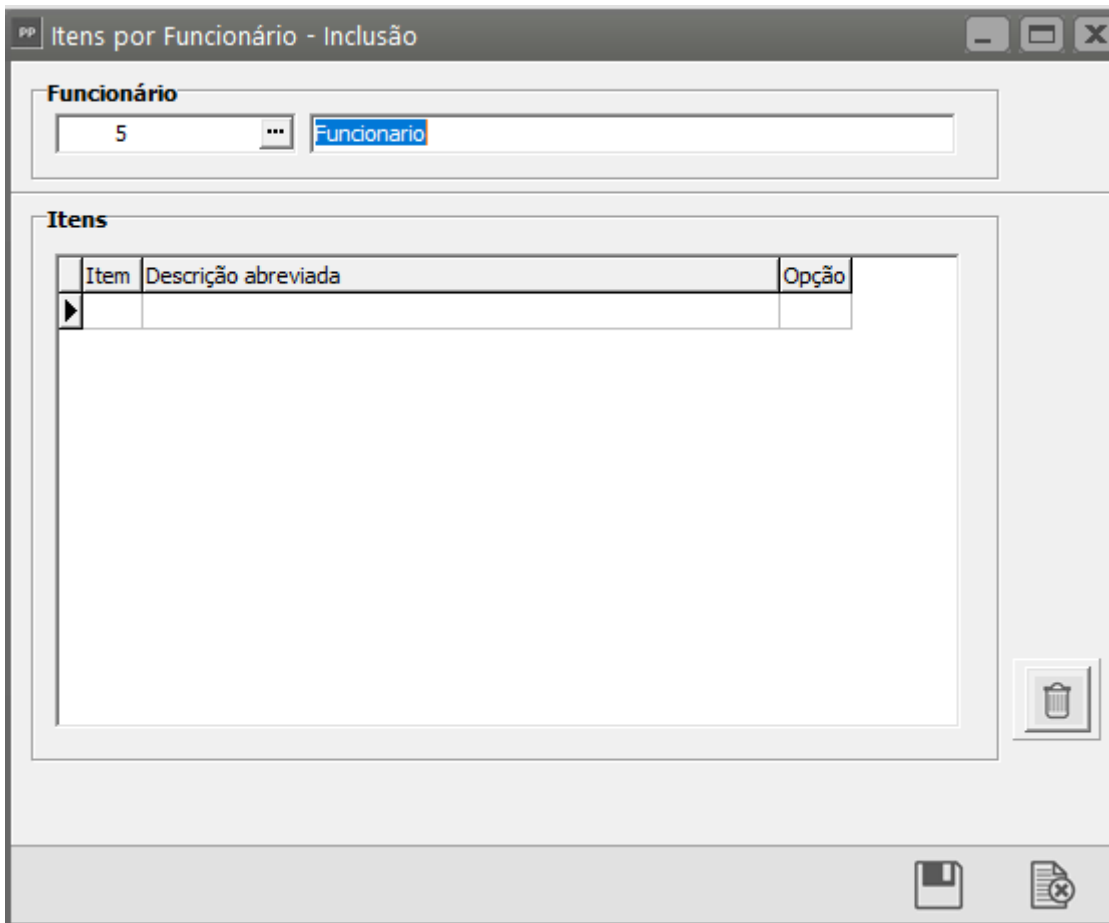 PP Itens por Funcionário - Inclusão
Funcionário
5 ... Funcionario
Itens
Item Descrição abreviada Opção